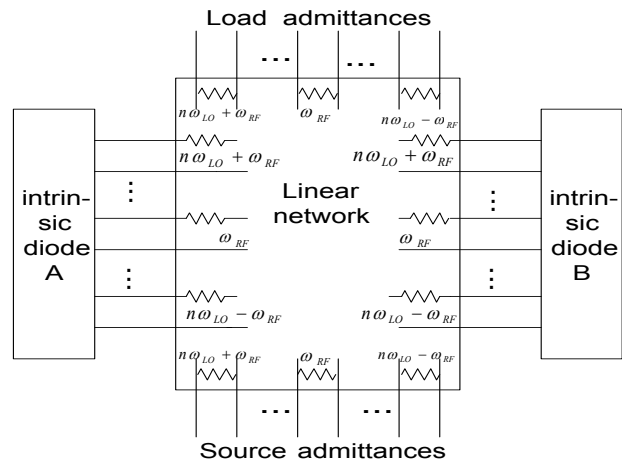 Load admittances
... ...
nω_LO + ω_RF ω_RF nω_LO − ω_RF
nω_LO + ω_RF nω_LO + ω_RF
⋮ Linear ⋮
network
intrin-
sic
diode
A
intrin-
sic
diode
B
ω_RF ω_RF
⋮ ⋮
nω_LO − ω_RF nω_LO − ω_RF
nω_LO + ω_RF ω_RF nω_LO − ω_RF
... ...
Source admittances